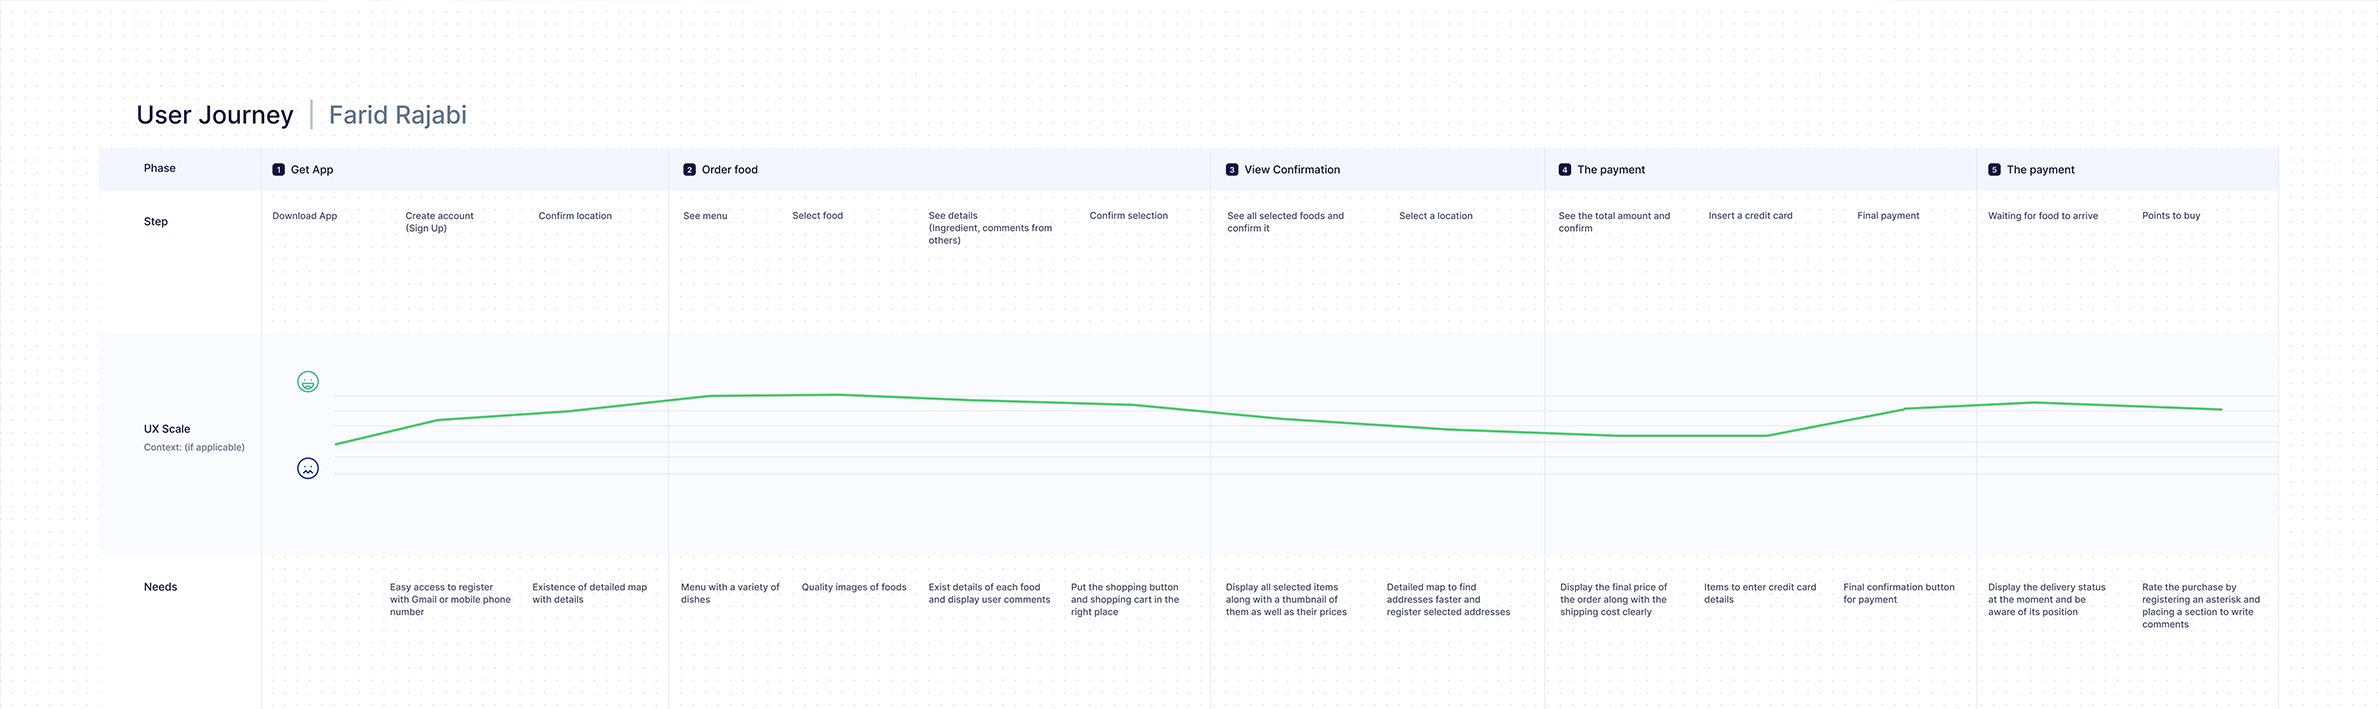 User Journey | Farid Rajabi
Phase
1 Get App
2 Order food
3 View Confirmation
4 The payment
5 The payment
Step
Download App
Create account
(Sign Up)
Confirm location
See menu
Select food
See details
(Ingredient, comments from
others)
Confirm selection
See all selected foods and
confirm it
Select a location
See the total amount and
confirm
Insert a credit card
Final payment
Waiting for food to arrive
Points to buy
UX Scale
Context: (if applicable)
Needs
Easy access to register
with Gmail or mobile phone
number
Existence of detailed map
with details
Menu with a variety of
dishes
Quality images of foods
Exist details of each food
and display user comments
Put the shopping button
and shopping cart in the
right place
Display all selected items
along with a thumbnail of
them as well as their prices
Detailed map to find
addresses faster and
register selected addresses
Display the final price of
the order along with the
shipping cost clearly
Items to enter credit card
details
Final confirmation button
for payment
Display the delivery status
at the moment and be
aware of its position
Rate the purchase by
registering an asterisk and
placing a section to write
comments